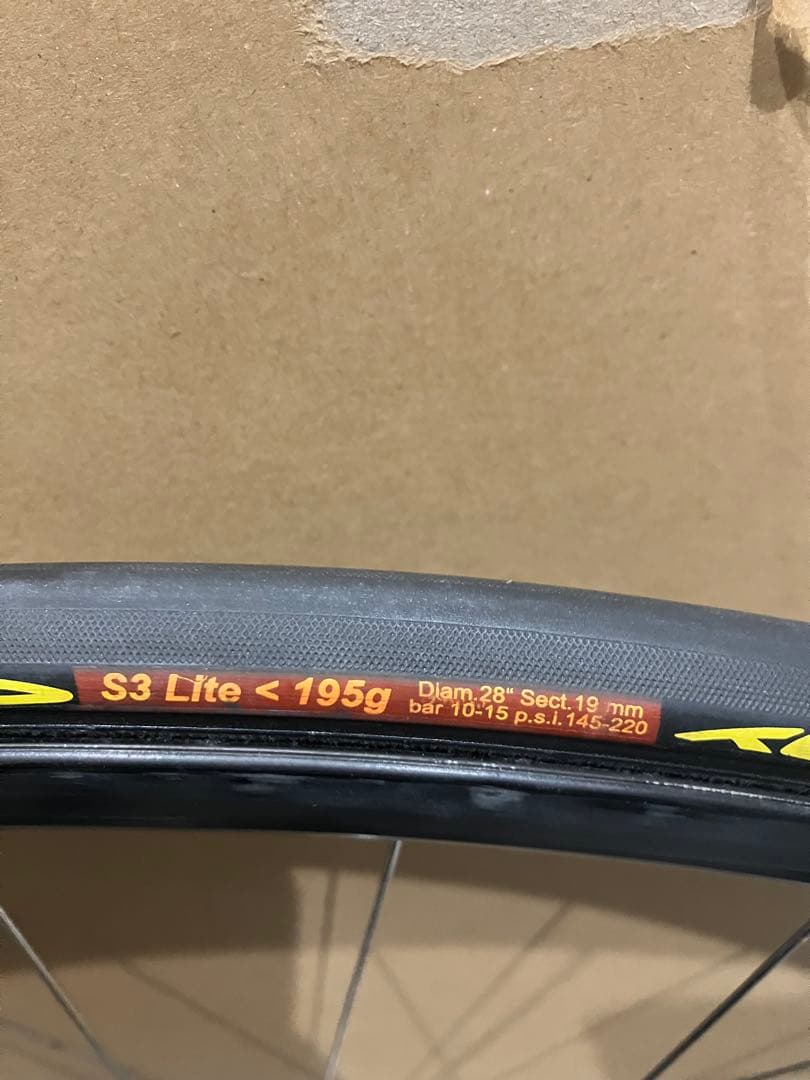 S3 Lite < 195g
Diam.28" Sect.19 mm
bar 10-15 p.s.i.145-220